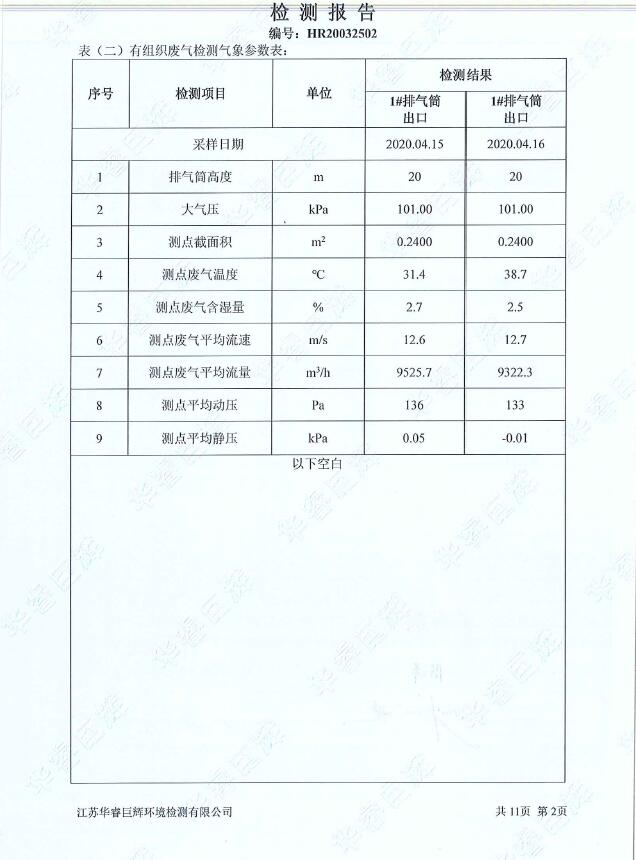 检测报告
编号：HR20032502
表（二）有组织废气检测气象参数表：
序号 检测项目 单位 检测结果
1#排气筒出口 1#排气筒出口
采样日期 2020.04.15 2020.04.16
1 排气筒高度 m 20 20
2 大气压 kPa 101.00 101.00
3 测点截面积 m² 0.2400 0.2400
4 测点废气温度 ℃ 31.4 38.7
5 测点废气含湿量 % 2.7 2.5
6 测点废气平均流速 m/s 12.6 12.7
7 测点废气平均流量 m³/h 9525.7 9322.3
8 测点平均动压 Pa 136 133
9 测点平均静压 kPa 0.05 -0.01
以下空白
江苏华睿巨辉环境检测有限公司 共11页 第2页
华睿巨辉